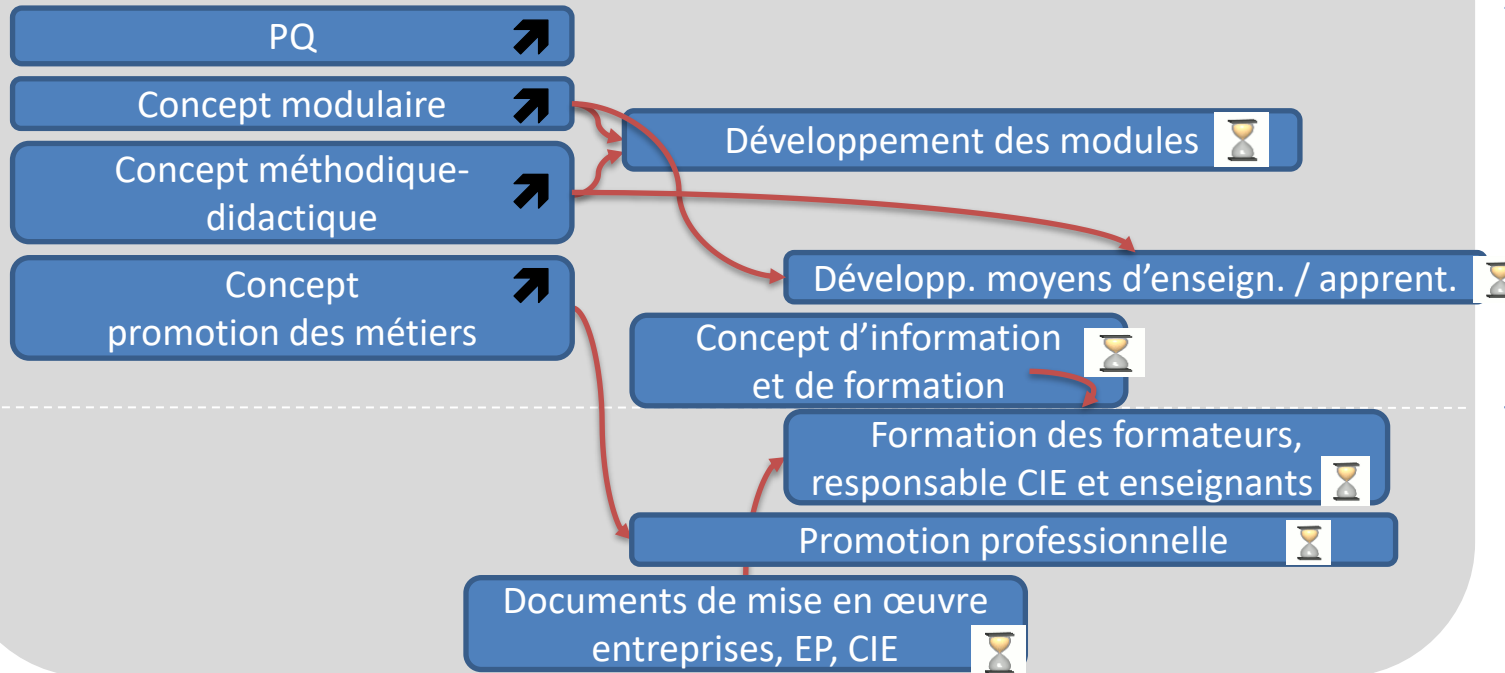 PQ
Concept modulaire
Développement des modules
Concept méthodique-
didactique
Développ. moyens d’enseign. / apprent.
Concept
promotion des métiers
Concept d’information
et de formation
Formation des formateurs,
responsable CIE et enseignants
Promotion professionnelle
Documents de mise en œuvre
entreprises, EP, CIE